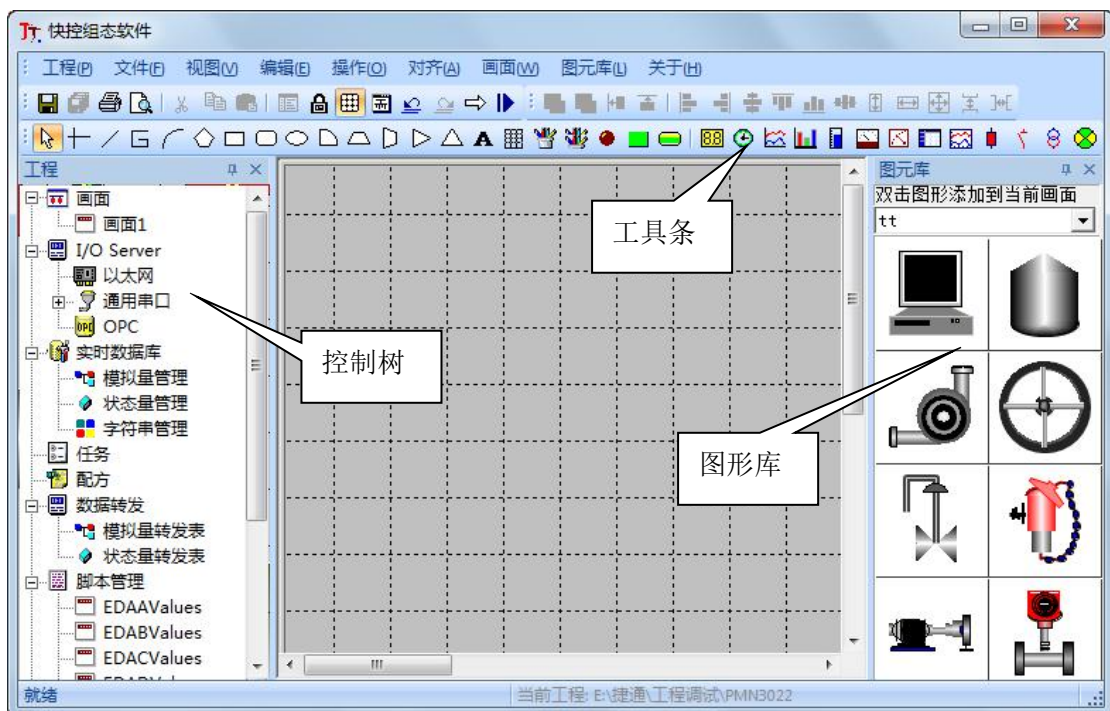 快控组态软件
工程(P) 文件(F) 视图(V) 编辑(E) 操作(O) 对齐(A) 画面(W) 图元库(L) 关于(H)
工程
画面
画面1
I/O Server
以太网
通用串口
OPC
实时数据库
模拟量管理
状态量管理
字符串管理
任务
配方
数据转发
模拟量转发表
状态量转发表
脚本管理
EDAAValues
EDABValues
EDACValues
工具条
控制树
图形库
图元库
双击图形添加到当前画面
tt
就绪
当前工程: E:\捷通\工程调试\PMN3022